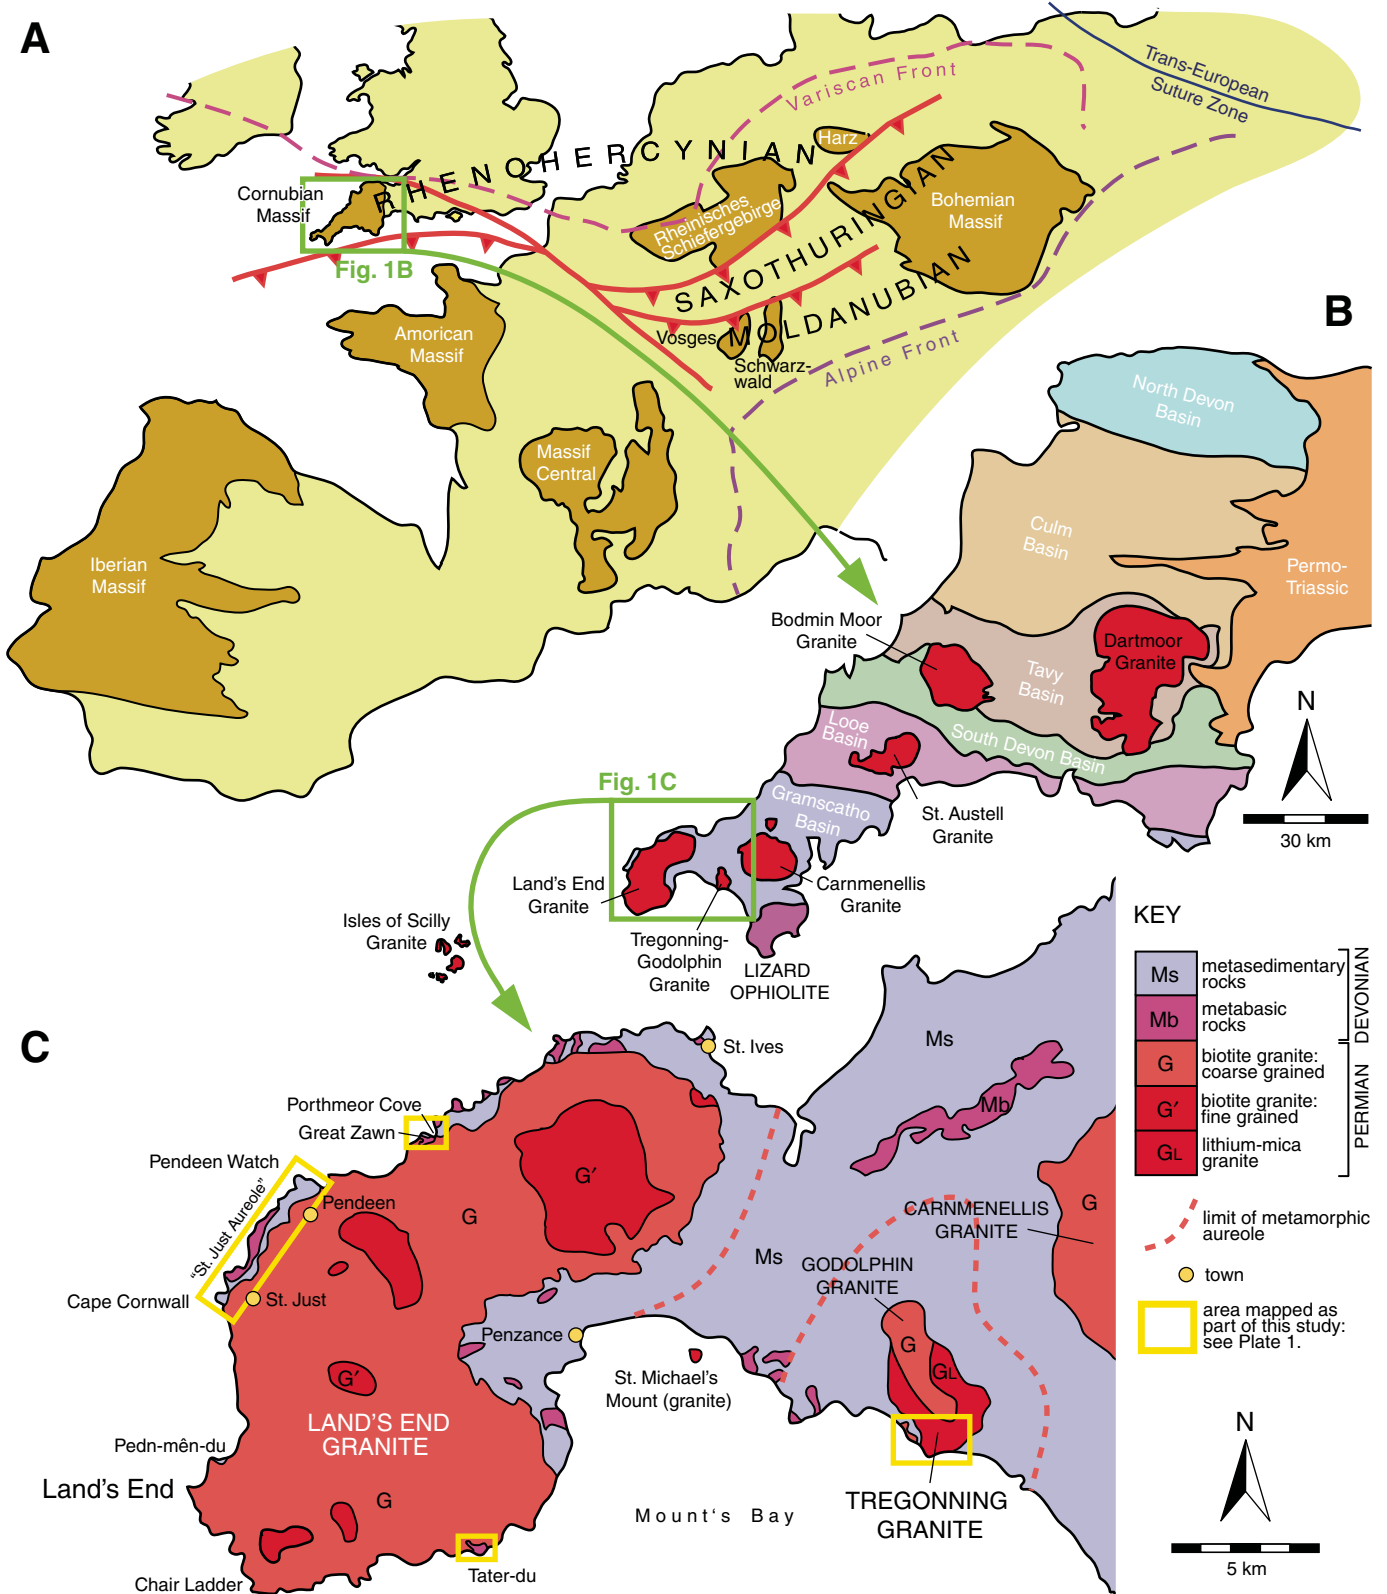 A
Trans-European
Suture Zone
Variscan Front
Harz
RHENOHERCYNIAN
Cornubian
Massif
Rheinisches
Schiefergebirge
Bohemian
Massif
Fig. 1B
SAXOTHURINGIAN
MOLDANUBIAN
B
Amorican
Massif
Vosges
Schwarz-
wald
Alpine Front
North Devon
Basin
Massif
Central
Culm
Basin
Iberian
Massif
Permo-
Triassic
Bodmin Moor
Granite
Dartmoor
Granite
Tavy
Basin
N
Looe
Basin
South Devon Basin
Fig. 1C
Gramscatho
Basin
St. Austell
Granite
30 km
Land's End
Granite
Carnmenellis
Granite
Isles of Scilly
Granite
Tregonning-
Godolphin
Granite
LIZARD
OPHIOLITE
KEY
Ms
metasedimentary
rocks
Mb
metabasic
rocks
DEVONIAN
G
biotite granite:
coarse grained
G′
biotite granite:
fine grained
GL
lithium-mica
granite
PERMIAN
limit of metamorphic
aureole
town
area mapped as
part of this study:
see Plate 1.
N
5 km
C
St. Ives
Ms
Porthmeor Cove
Great Zawn
Mb
Pendeen Watch
G′
"St. Just Aureole"
Pendeen
G
CARNMENELLIS
GRANITE
G
Ms
GODOLPHIN
GRANITE
Cape Cornwall
St. Just
Penzance
G
GL
St. Michael's
Mount (granite)
G′
LAND'S END
GRANITE
Pedn-mên-du
Land's End
G
Mount‘s Bay
TREGONNING
GRANITE
Tater-du
Chair Ladder